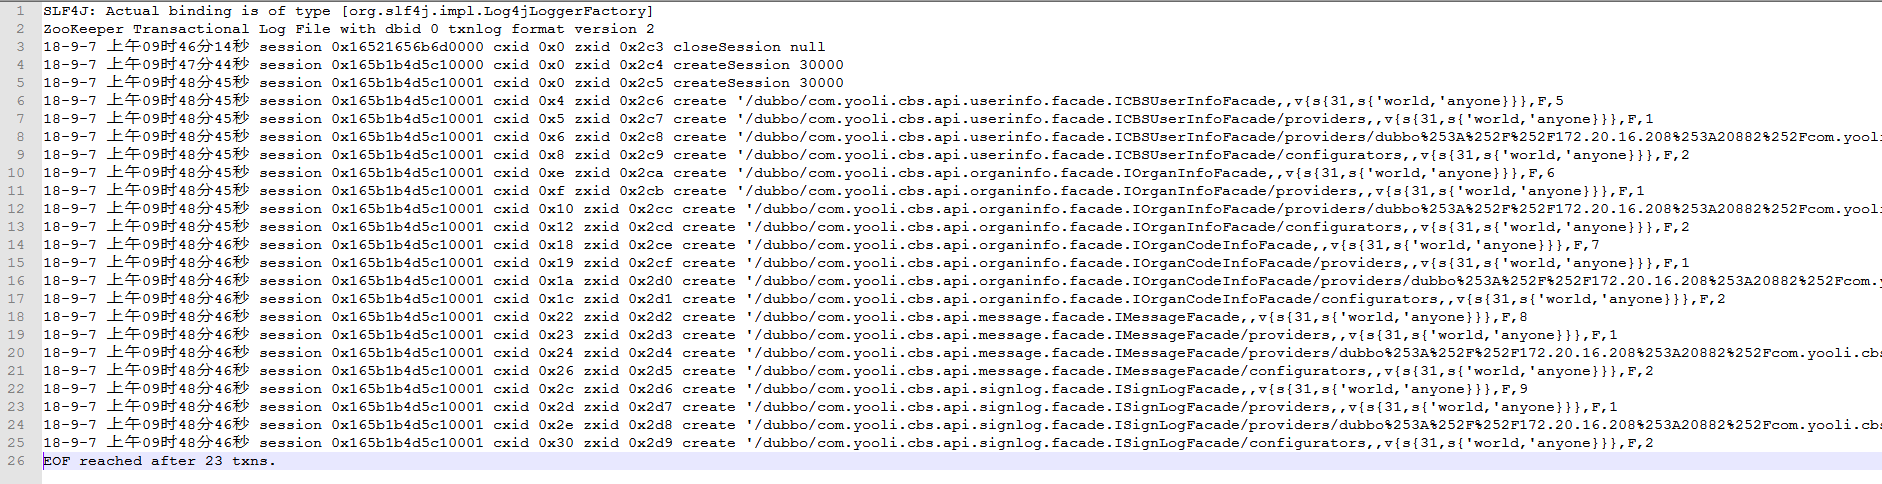 1 SLF4J: Actual binding is of type [org.slf4j.impl.Log4jLoggerFactory]
2 ZooKeeper Transactional Log File with dbid 0 txnlog format version 2
3 18-9-7 上午09时46分14秒 session 0x16521656b6d0000 cxid 0x0 zxid 0x2c3 closeSession null
4 18-9-7 上午09时47分44秒 session 0x165b1b4d5c10000 cxid 0x0 zxid 0x2c4 createSession 30000
5 18-9-7 上午09时48分45秒 session 0x165b1b4d5c10001 cxid 0x0 zxid 0x2c5 createSession 30000
6 18-9-7 上午09时48分45秒 session 0x165b1b4d5c10001 cxid 0x4 zxid 0x2c6 create '/dubbo/com.yooli.cbs.api.userinfo.facade.ICBSUserInfoFacade,,v{s{31,s{'world,'anyone}}},F,5
7 18-9-7 上午09时48分45秒 session 0x165b1b4d5c10001 cxid 0x5 zxid 0x2c7 create '/dubbo/com.yooli.cbs.api.userinfo.facade.ICBSUserInfoFacade/providers,,v{s{31,s{'world,'anyone}}},F,1
8 18-9-7 上午09时48分45秒 session 0x165b1b4d5c10001 cxid 0x6 zxid 0x2c8 create '/dubbo/com.yooli.cbs.api.userinfo.facade.ICBSUserInfoFacade/providers/dubbo%253A%252F%252F172.20.16.208%253A20882%252Fcom.yooli
9 18-9-7 上午09时48分45秒 session 0x165b1b4d5c10001 cxid 0x8 zxid 0x2c9 create '/dubbo/com.yooli.cbs.api.userinfo.facade.ICBSUserInfoFacade/configurators,,v{s{31,s{'world,'anyone}}},F,2
10 18-9-7 上午09时48分45秒 session 0x165b1b4d5c10001 cxid 0xe zxid 0x2ca create '/dubbo/com.yooli.cbs.api.organinfo.facade.IOrganInfoFacade,,v{s{31,s{'world,'anyone}}},F,6
11 18-9-7 上午09时48分45秒 session 0x165b1b4d5c10001 cxid 0xf zxid 0x2cb create '/dubbo/com.yooli.cbs.api.organinfo.facade.IOrganInfoFacade/providers,,v{s{31,s{'world,'anyone}}},F,1
12 18-9-7 上午09时48分45秒 session 0x165b1b4d5c10001 cxid 0x10 zxid 0x2cc create '/dubbo/com.yooli.cbs.api.organinfo.facade.IOrganInfoFacade/providers/dubbo%253A%252F%252F172.20.16.208%253A20882%252Fcom.yooli
13 18-9-7 上午09时48分45秒 session 0x165b1b4d5c10001 cxid 0x12 zxid 0x2cd create '/dubbo/com.yooli.cbs.api.organinfo.facade.IOrganInfoFacade/configurators,,v{s{31,s{'world,'anyone}}},F,2
14 18-9-7 上午09时48分46秒 session 0x165b1b4d5c10001 cxid 0x18 zxid 0x2ce create '/dubbo/com.yooli.cbs.api.organinfo.facade.IOrganCodeInfoFacade,,v{s{31,s{'world,'anyone}}},F,7
15 18-9-7 上午09时48分46秒 session 0x165b1b4d5c10001 cxid 0x19 zxid 0x2cf create '/dubbo/com.yooli.cbs.api.organinfo.facade.IOrganCodeInfoFacade/providers,,v{s{31,s{'world,'anyone}}},F,1
16 18-9-7 上午09时48分46秒 session 0x165b1b4d5c10001 cxid 0x1a zxid 0x2d0 create '/dubbo/com.yooli.cbs.api.organinfo.facade.IOrganCodeInfoFacade/providers/dubbo%253A%252F%252F172.20.16.208%253A20882%252Fcom.y
17 18-9-7 上午09时48分46秒 session 0x165b1b4d5c10001 cxid 0x1c zxid 0x2d1 create '/dubbo/com.yooli.cbs.api.organinfo.facade.IOrganCodeInfoFacade/configurators,,v{s{31,s{'world,'anyone}}},F,2
18 18-9-7 上午09时48分46秒 session 0x165b1b4d5c10001 cxid 0x22 zxid 0x2d2 create '/dubbo/com.yooli.cbs.api.message.facade.IMessageFacade,,v{s{31,s{'world,'anyone}}},F,8
19 18-9-7 上午09时48分46秒 session 0x165b1b4d5c10001 cxid 0x23 zxid 0x2d3 create '/dubbo/com.yooli.cbs.api.message.facade.IMessageFacade/providers,,v{s{31,s{'world,'anyone}}},F,1
20 18-9-7 上午09时48分46秒 session 0x165b1b4d5c10001 cxid 0x24 zxid 0x2d4 create '/dubbo/com.yooli.cbs.api.message.facade.IMessageFacade/providers/dubbo%253A%252F%252F172.20.16.208%253A20882%252Fcom.yooli.cbs
21 18-9-7 上午09时48分46秒 session 0x165b1b4d5c10001 cxid 0x26 zxid 0x2d5 create '/dubbo/com.yooli.cbs.api.message.facade.IMessageFacade/configurators,,v{s{31,s{'world,'anyone}}},F,2
22 18-9-7 上午09时48分46秒 session 0x165b1b4d5c10001 cxid 0x2c zxid 0x2d6 create '/dubbo/com.yooli.cbs.api.signlog.facade.ISignLogFacade,,v{s{31,s{'world,'anyone}}},F,9
23 18-9-7 上午09时48分46秒 session 0x165b1b4d5c10001 cxid 0x2d zxid 0x2d7 create '/dubbo/com.yooli.cbs.api.signlog.facade.ISignLogFacade/providers,,v{s{31,s{'world,'anyone}}},F,1
24 18-9-7 上午09时48分46秒 session 0x165b1b4d5c10001 cxid 0x2e zxid 0x2d8 create '/dubbo/com.yooli.cbs.api.signlog.facade.ISignLogFacade/providers/dubbo%253A%252F%252F172.20.16.208%253A20882%252Fcom.yooli.cbs
25 18-9-7 上午09时48分46秒 session 0x165b1b4d5c10001 cxid 0x30 zxid 0x2d9 create '/dubbo/com.yooli.cbs.api.signlog.facade.ISignLogFacade/configurators,,v{s{31,s{'world,'anyone}}},F,2
26 EOF reached after 23 txns.